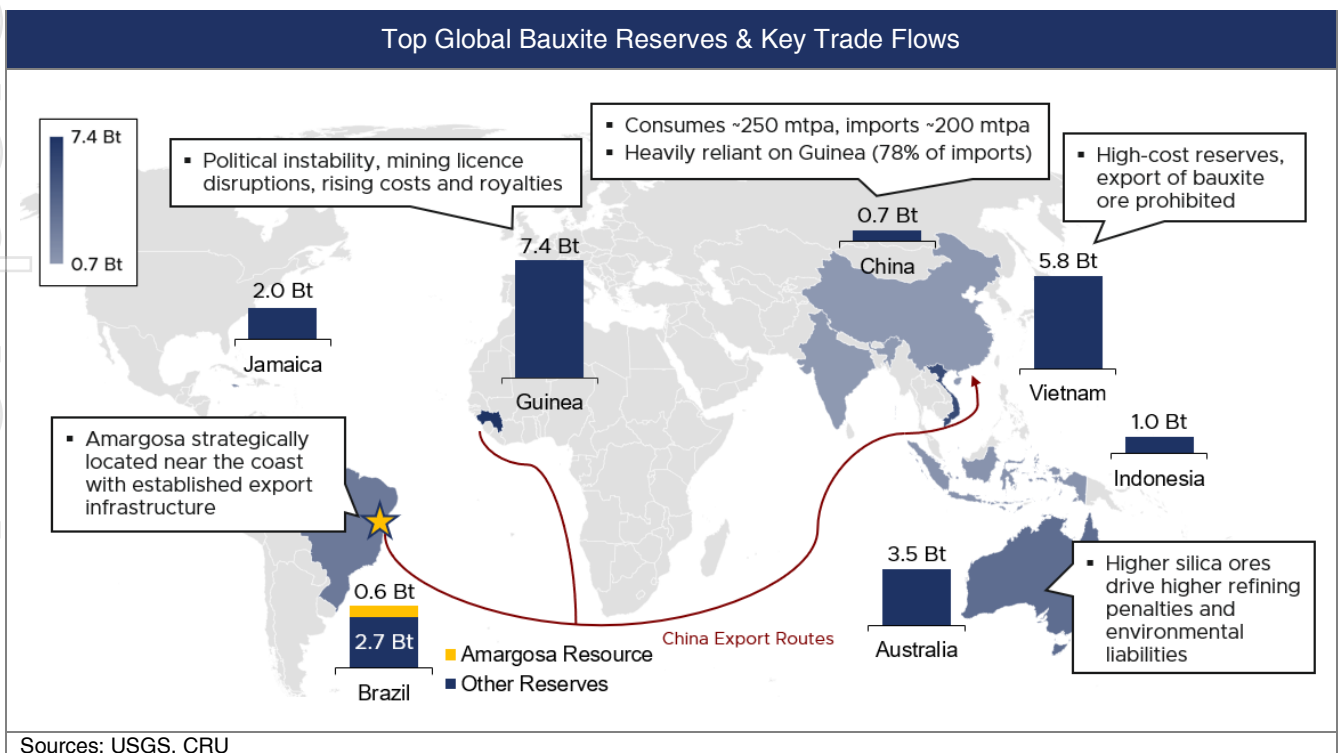 Top Global Bauxite Reserves & Key Trade Flows
7.4 Bt
0.7 Bt
▪ Political instability, mining licence
disruptions, rising costs and royalties
▪ Consumes ~250 mtpa, imports ~200 mtpa
▪ Heavily reliant on Guinea (78% of imports)
▪ High-cost reserves,
export of bauxite
ore prohibited
2.0 Bt
Jamaica
7.4 Bt
Guinea
0.7 Bt
China
5.8 Bt
Vietnam
1.0 Bt
Indonesia
▪ Amargosa strategically
located near the coast
with established export
infrastructure
0.6 Bt
2.7 Bt
Brazil
Amargosa Resource
Other Reserves
China Export Routes
3.5 Bt
Australia
▪ Higher silica ores
drive higher refining
penalties and
environmental
liabilities
Sources: USGS, CRU